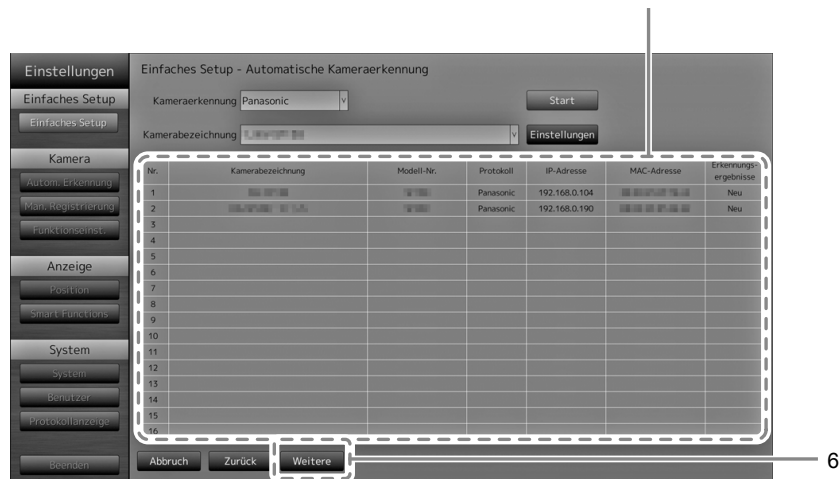 Einstellungen
Einfaches Setup
Einfaches Setup
Kamera
Autom. Erkennung
Man. Registrierung
Funktionseinst.
Anzeige
Position
Smart Functions
System
System
Benutzer
Protokollanzeige
Beenden
Einfaches Setup - Automatische Kameraerkennung
Kameraerkennung Panasonic Start
Kamerabezeichnung Einstellungen
Nr. Kamerabezeichnung Modell-Nr. Protokoll IP-Adresse MAC-Adresse Erkennungs-
ergebnisse
1 Panasonic 192.168.0.104 Neu
2 Panasonic 192.168.0.190 Neu
3
4
5
6
7
8
9
10
11
12
13
14
15
16
Abbruch Zurück Weitere
6